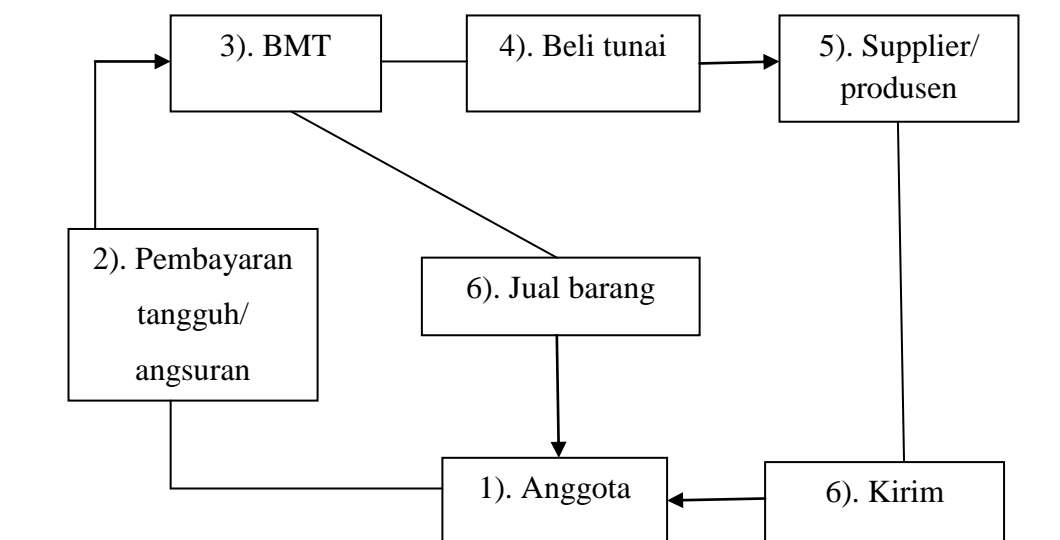 3). BMT
4). Beli tunai
5). Supplier/
produsen
2). Pembayaran
tangguh/
angsuran
6). Jual barang
1). Anggota
6). Kirim